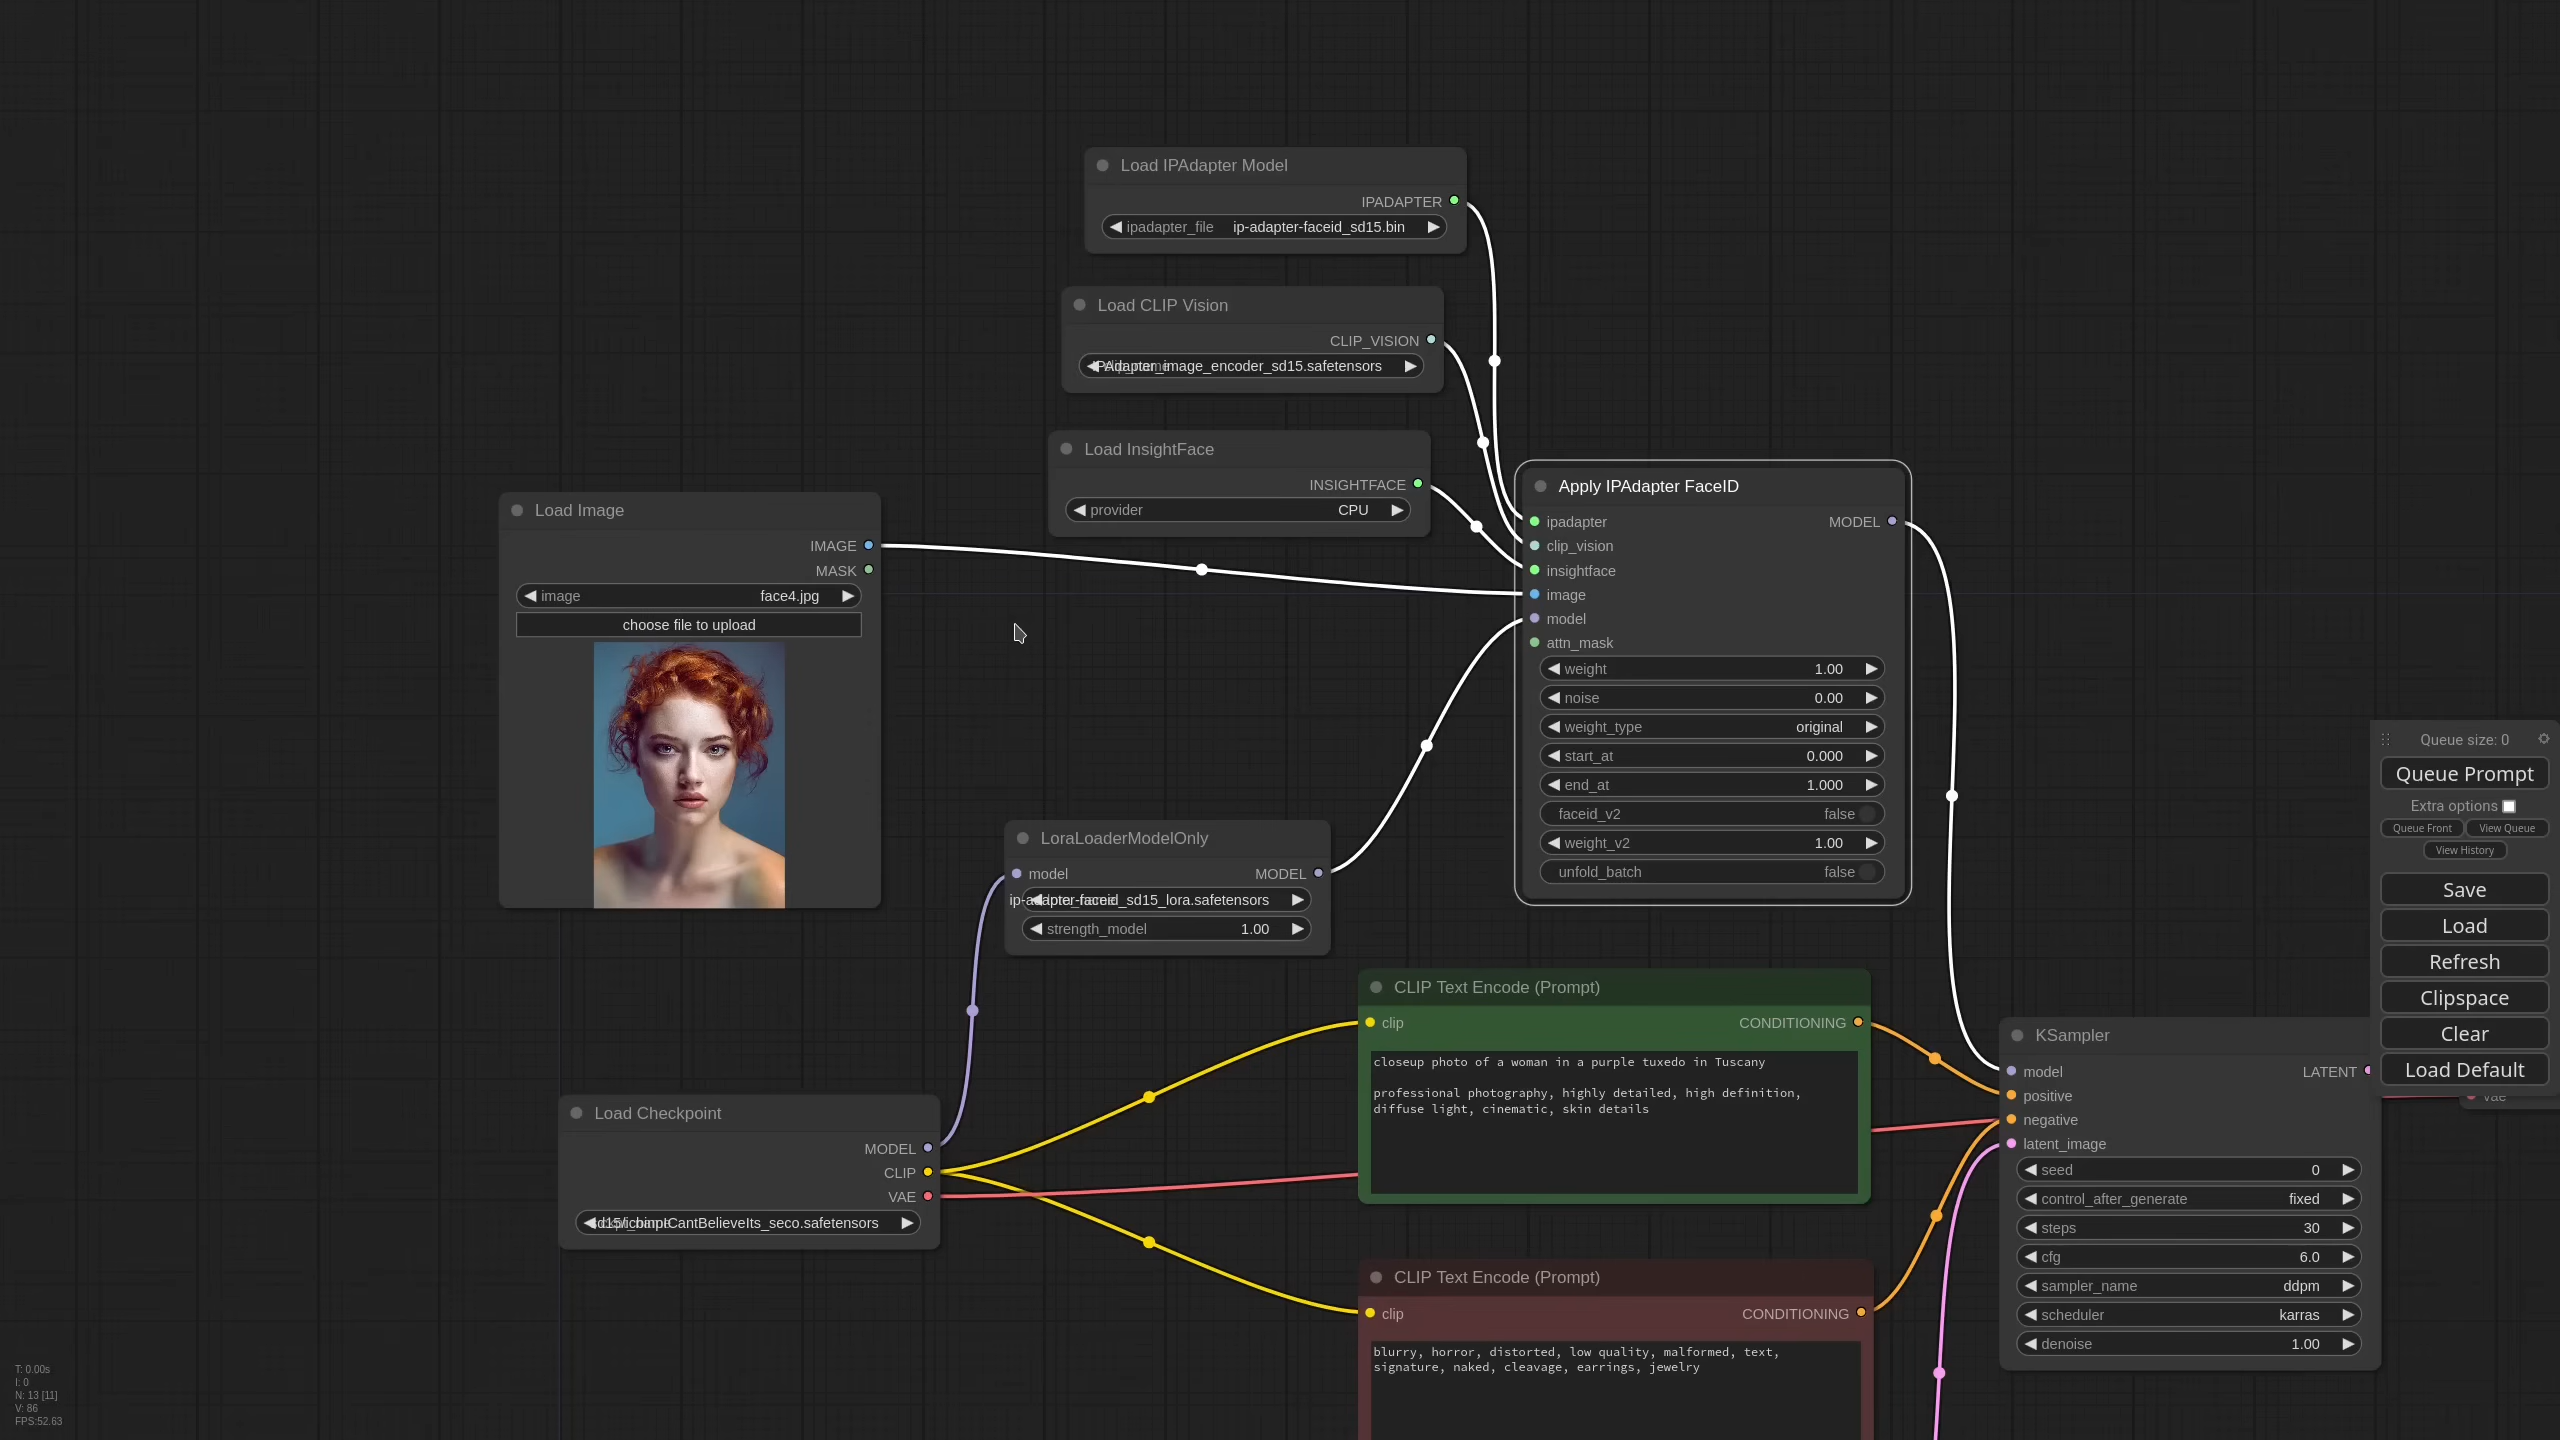 Load IPAdapter Model
IPADAPTER
ipadapter_file ip-adapter-faceid_sd15.bin
Load CLIP Vision
CLIP_VISION
IPAdapter_image_encoder_sd15.safetensors
Load InsightFace
INSIGHTFACE
provider CPU
Load Image
IMAGE
MASK
image face4.jpg
choose file to upload
Apply IPAdapter FaceID
ipadapter MODEL
clip_vision
insightface
image
model
attn_mask
weight 1.00
noise 0.00
weight_type original
start_at 0.000
end_at 1.000
faceid_v2 false
weight_v2 1.00
unfold_batch false
LoraLoaderModelOnly
model MODEL
ip-adapter-faceid_sd15_lora.safetensors
strength_model 1.00
Load Checkpoint
MODEL
CLIP
VAE
CantBelieveIts_seco.safetensors
CLIP Text Encode (Prompt)
clip CONDITIONING
closeup photo of a woman in a purple tuxedo in Tuscany
professional photography, highly detailed, high definition,
diffuse light, cinematic, skin details
CLIP Text Encode (Prompt)
clip CONDITIONING
blurry, horror, distorted, low quality, malformed, text,
signature, naked, cleavage, earrings, jewelry
KSampler
model LATENT
positive
negative
latent_image
seed 0
control_after_generate fixed
steps 30
cfg 6.0
sampler_name ddpm
scheduler karras
denoise 1.00
Queue size: 0
Queue Prompt
Extra options
Queue Front View Queue
View History
Save
Load
Refresh
Clipspace
Clear
Load Default
vae
T: 0.00s
I: 0
N: 13 [11]
V: 86
FPS:52.63